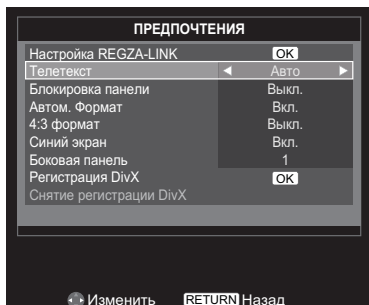 ПРЕДПОЧТЕНИЯ
Настройка REGZA-LINK OK
Телетекст Авто
Блокировка панели Выкл.
Автом. Формат Вкл.
4:3 формат Выкл.
Синий экран Вкл.
Боковая панель 1
Регистрация DivX OK
Снятие регистрации DivX
Изменить RETURN Назад